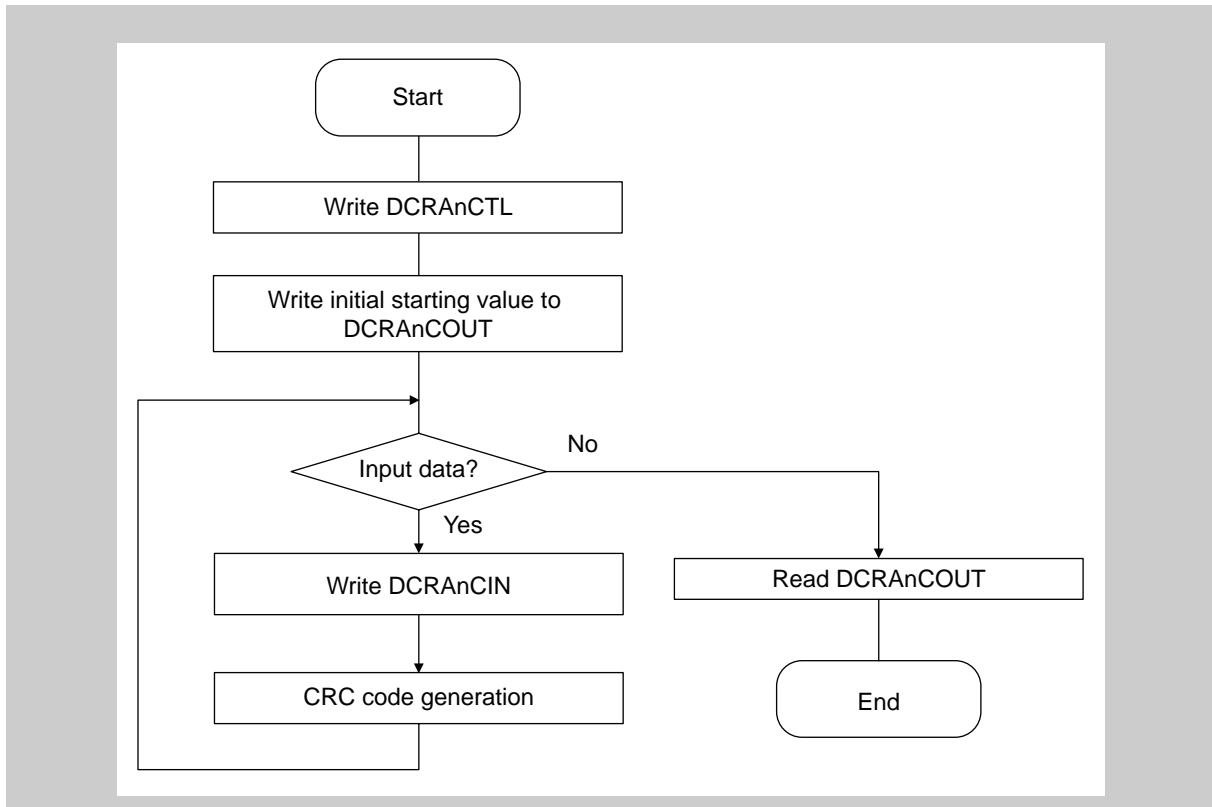 Start
Write DCRAnCTL
Write initial starting value to
DCRAnCOUT
Input data?
No
Yes
Write DCRAnCIN
CRC code generation
Read DCRAnCOUT
End